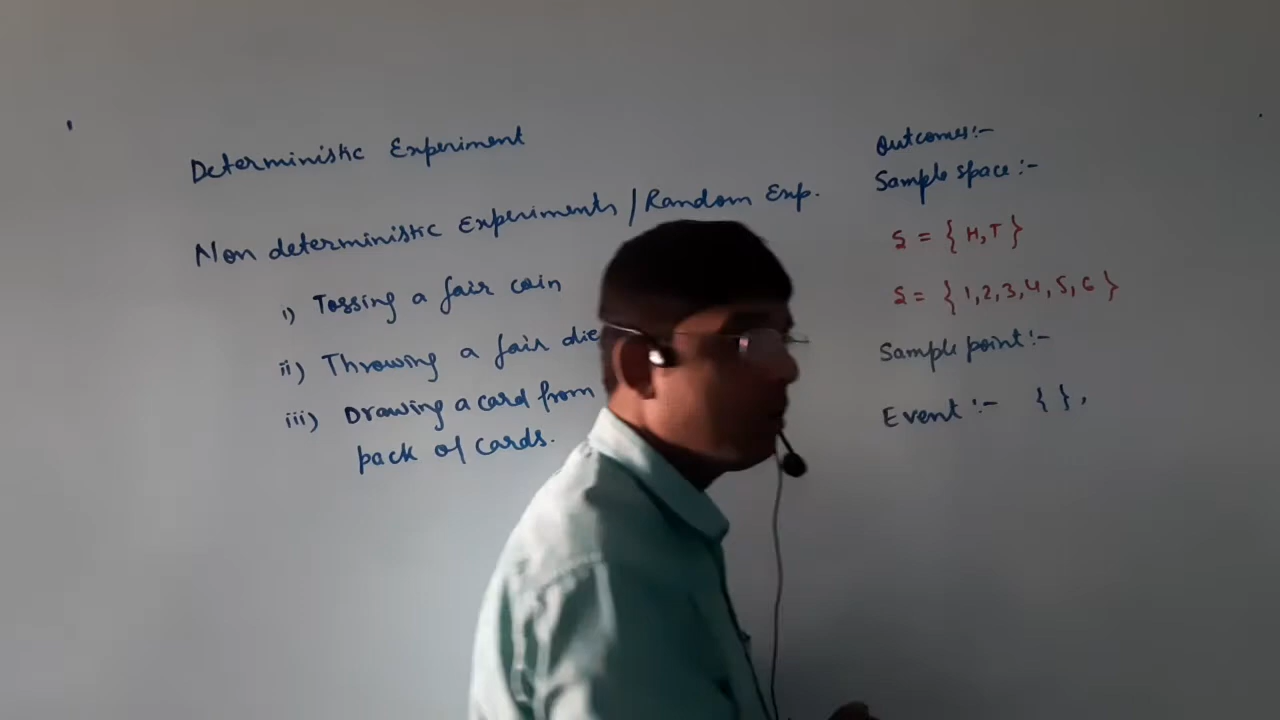 Deterministic Experiment
Non deterministic Experiments / Random Exp.
i) Tossing a fair coin
ii) Throwing a fair die
iii) Drawing a card from
pack of cards.
Outcomes:-
Sample space:-
S = { H, T }
S = { 1, 2, 3, 4, 5, 6 }
Sample point:-
Event:- { },